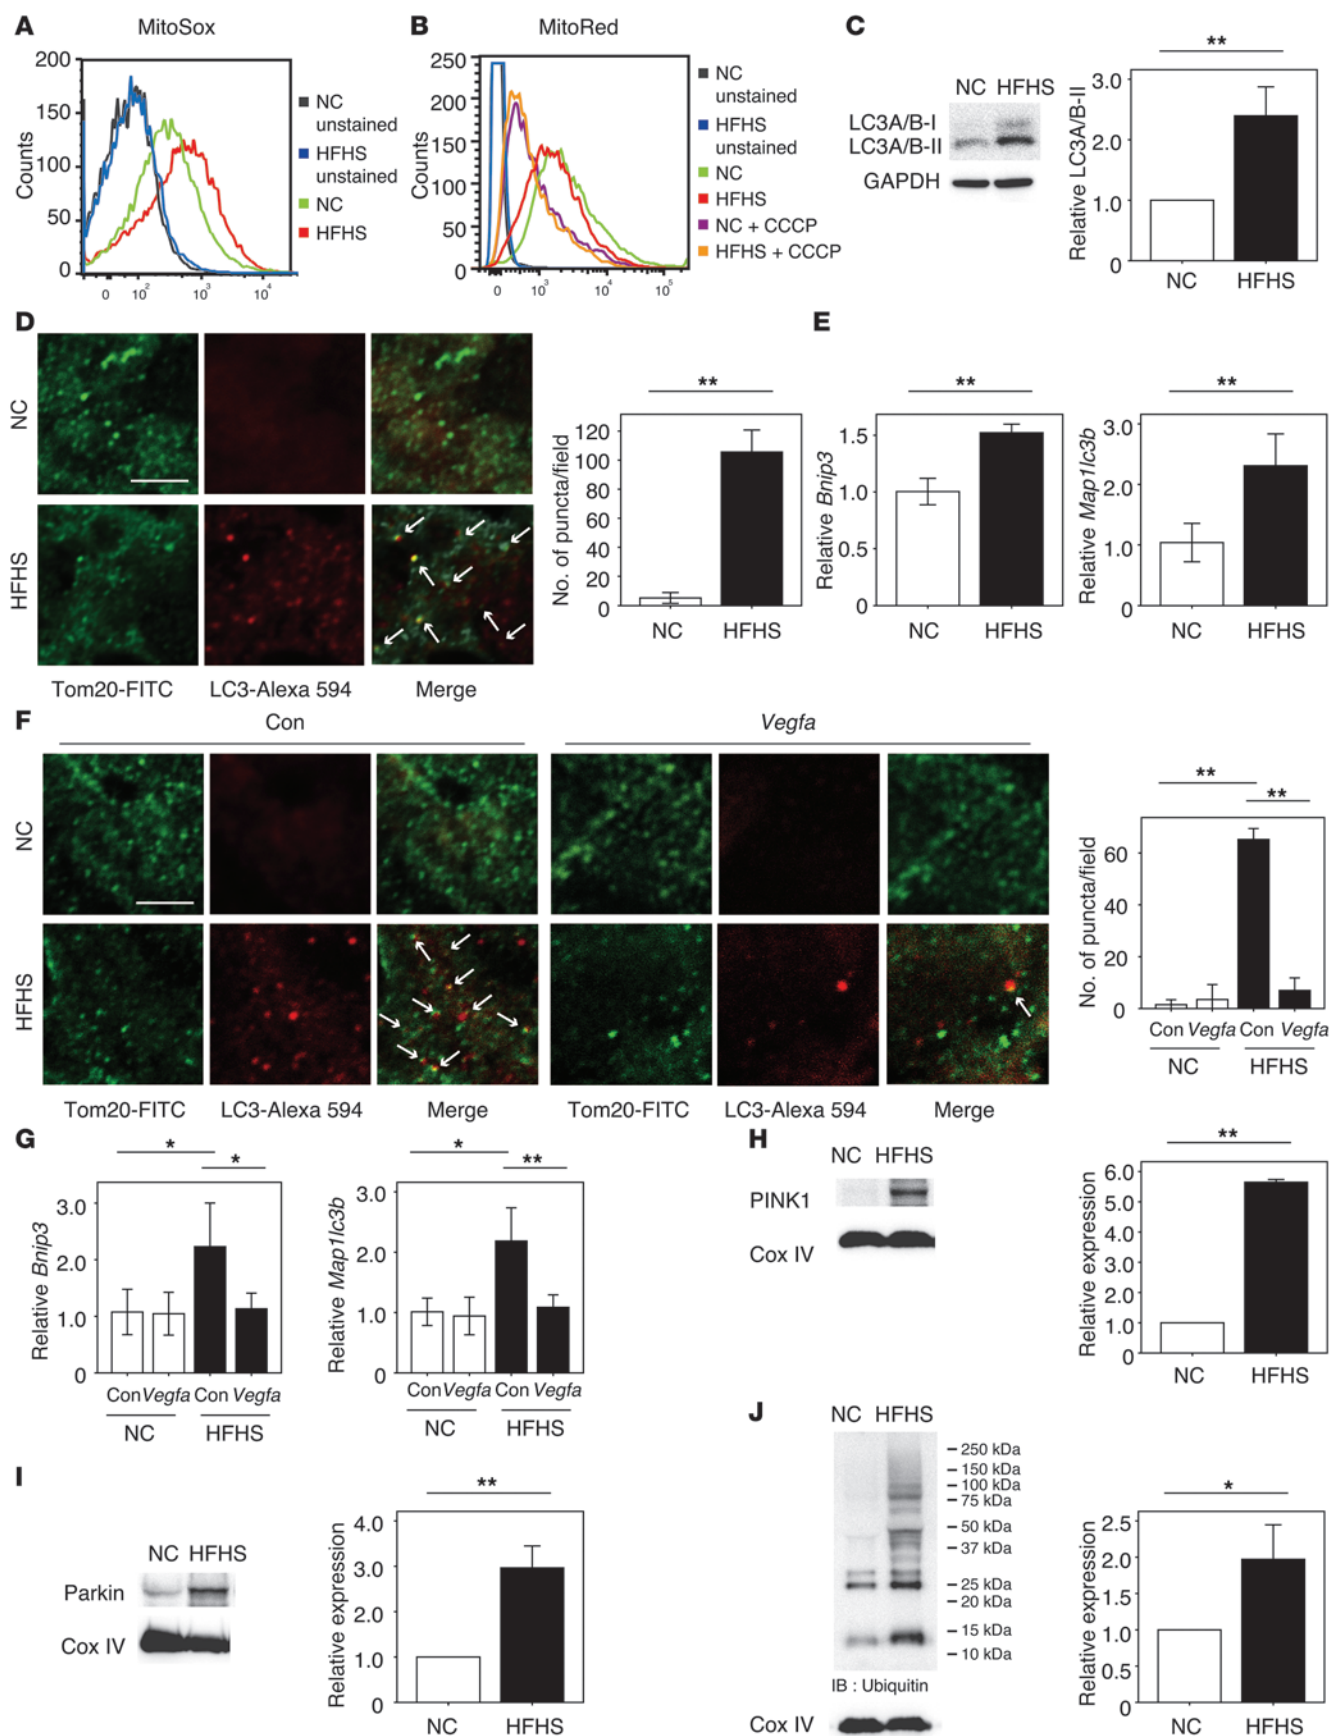 A
MitoSox
Counts
200
150
100
50
0
0 10² 10³ 10⁴
NC
unstained
HFHS
unstained
NC
HFHS
B
MitoRed
Counts
250
200
150
100
50
0
0 10³ 10⁴ 10⁵
NC
unstained
HFHS
unstained
NC
HFHS
NC + CCCP
HFHS + CCCP
C
NC HFHS
LC3A/B-I
LC3A/B-II
GAPDH
**
Relative LC3A/B-II
3.0
2.0
1.0
0
NC HFHS
D
NC
HFHS
Tom20-FITC LC3-Alexa 594 Merge
**
No. of puncta/field
120
100
80
60
40
20
0
NC HFHS
E
**
Relative Bnip3
1.5
1.0
0.5
0
NC HFHS
**
Relative Map1lc3b
3.0
2.0
1.0
0
NC HFHS
F
Con Vegfa
NC
HFHS
Tom20-FITC LC3-Alexa 594 Merge Tom20-FITC LC3-Alexa 594 Merge
**
**
No. of puncta/field
60
40
20
0
Con Vegfa Con Vegfa
NC HFHS
G
*
*
Relative Bnip3
3.0
2.0
1.0
0
Con Vegfa Con Vegfa
NC HFHS
*
**
Relative Map1lc3b
3.0
2.0
1.0
0
Con Vegfa Con Vegfa
NC HFHS
H
NC HFHS
PINK1
Cox IV
**
Relative expression
6.0
5.0
4.0
3.0
2.0
1.0
0
NC HFHS
I
NC HFHS
Parkin
Cox IV
**
Relative expression
4.0
3.0
2.0
1.0
0
NC HFHS
J
NC HFHS
250 kDa
150 kDa
100 kDa
75 kDa
50 kDa
37 kDa
25 kDa
20 kDa
15 kDa
10 kDa
IB : Ubiquitin
Cox IV
*
Relative expression
2.5
2.0
1.5
1.0
0.5
0
NC HFHS